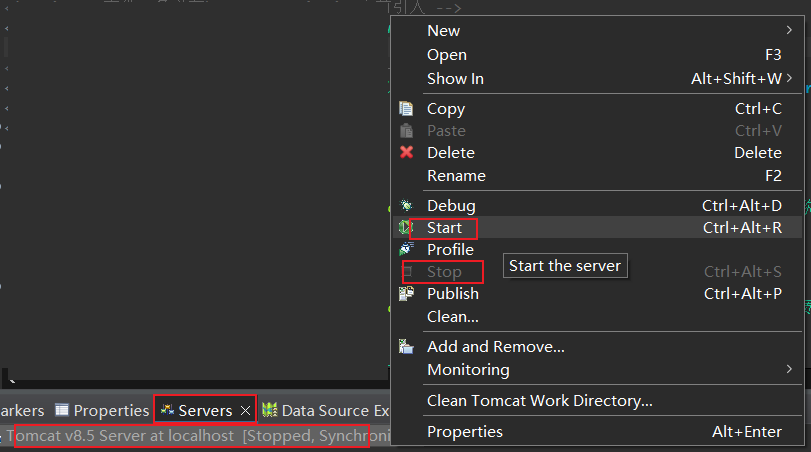 引入 -->
New
Open F3
Show In Alt+Shift+W
Copy Ctrl+C
Paste Ctrl+V
Delete Delete
Rename F2
Debug Ctrl+Alt+D
Start Ctrl+Alt+R
Profile
Start the server
Stop Ctrl+Alt+S
Publish Ctrl+Alt+P
Clean...
Add and Remove...
Monitoring
Clean Tomcat Work Directory...
Properties Alt+Enter
arkers Properties Servers Data Source Ex
Tomcat v8.5 Server at localhost [Stopped, Synchroni